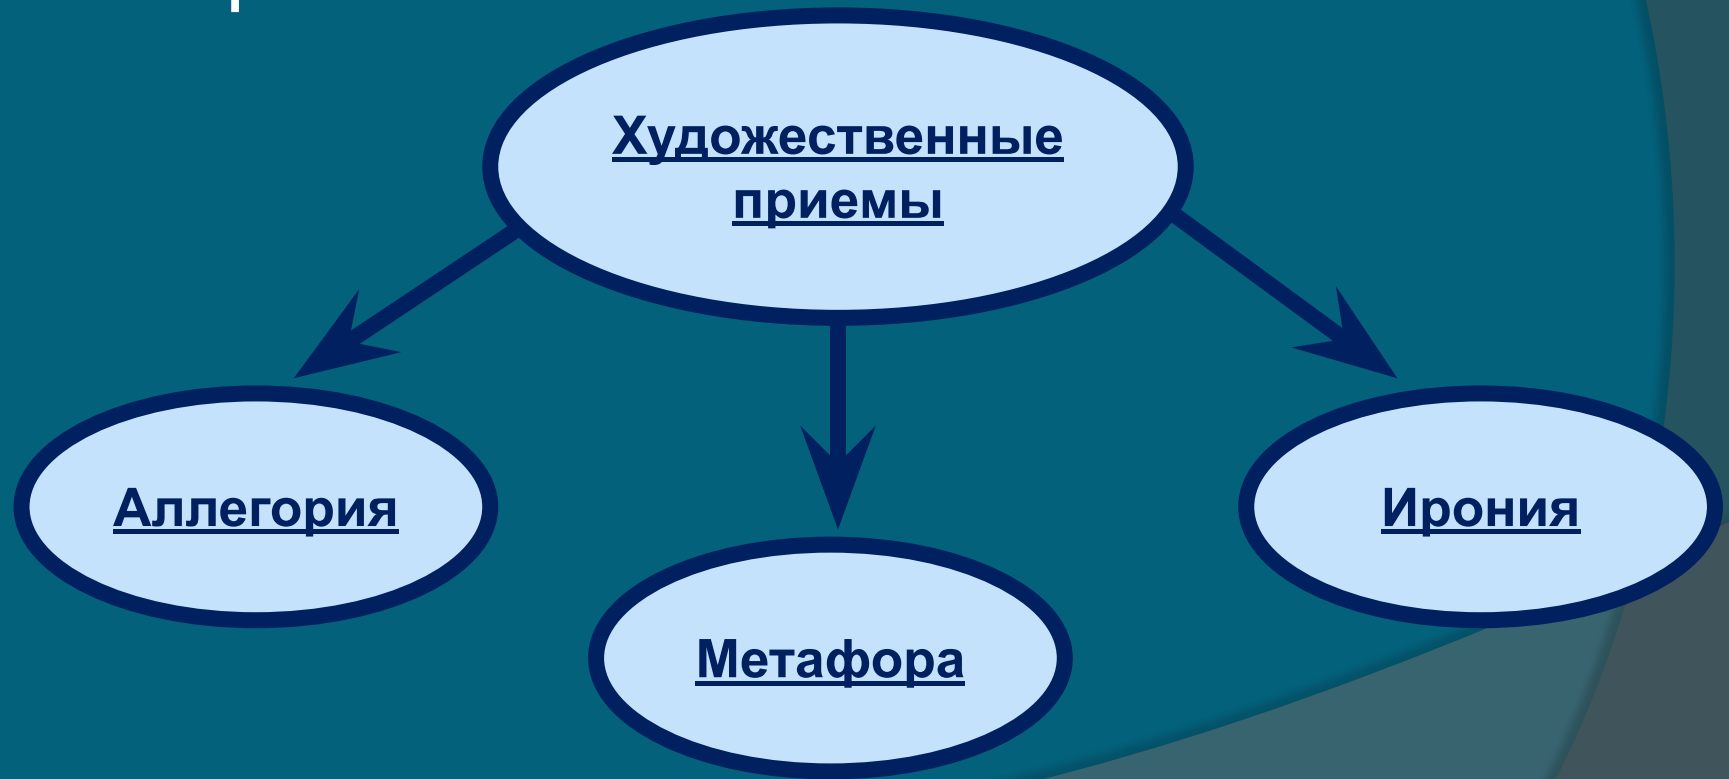 Художественные
приемы
Аллегория
Ирония
Метафора